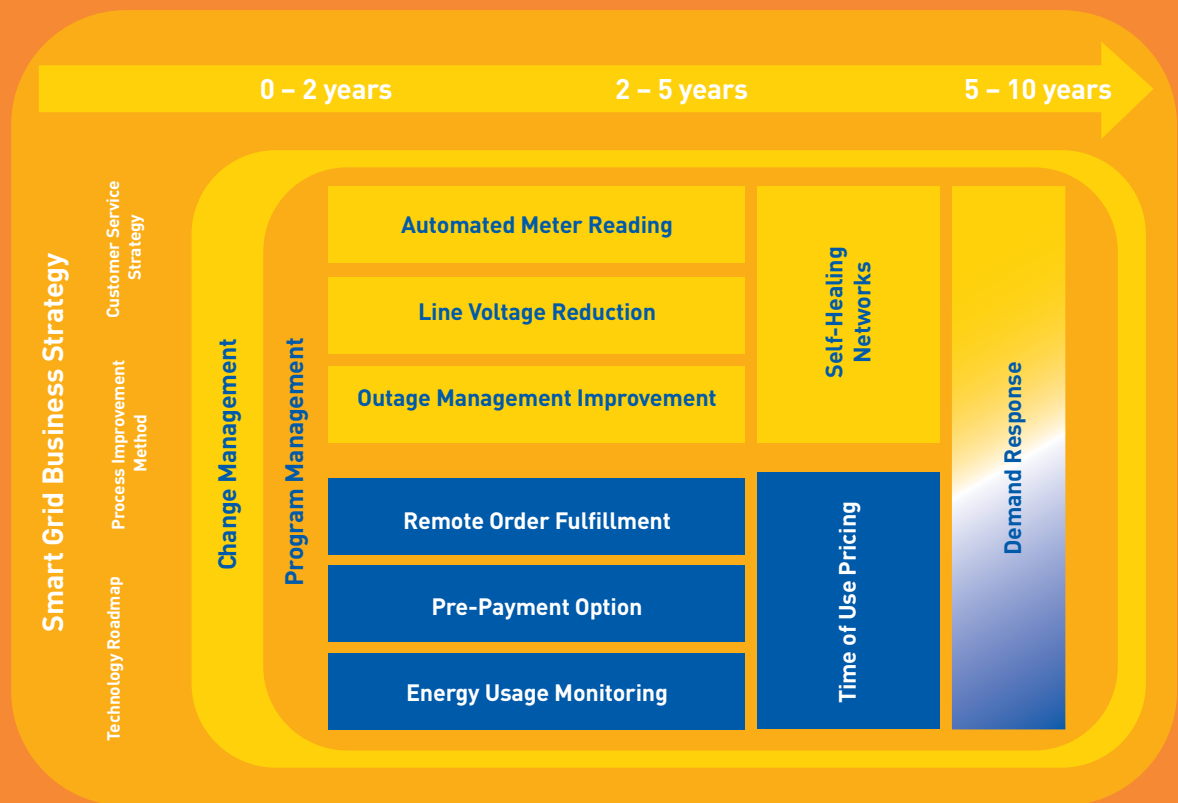 0 – 2 years
2 – 5 years
5 – 10 years
Smart Grid Business Strategy
Customer Service
Strategy
Process Improvement
Method
Technology Roadmap
Change Management
Program Management
Automated Meter Reading
Line Voltage Reduction
Outage Management Improvement
Remote Order Fulfillment
Pre-Payment Option
Energy Usage Monitoring
Self-Healing
Networks
Time of Use Pricing
Demand Response